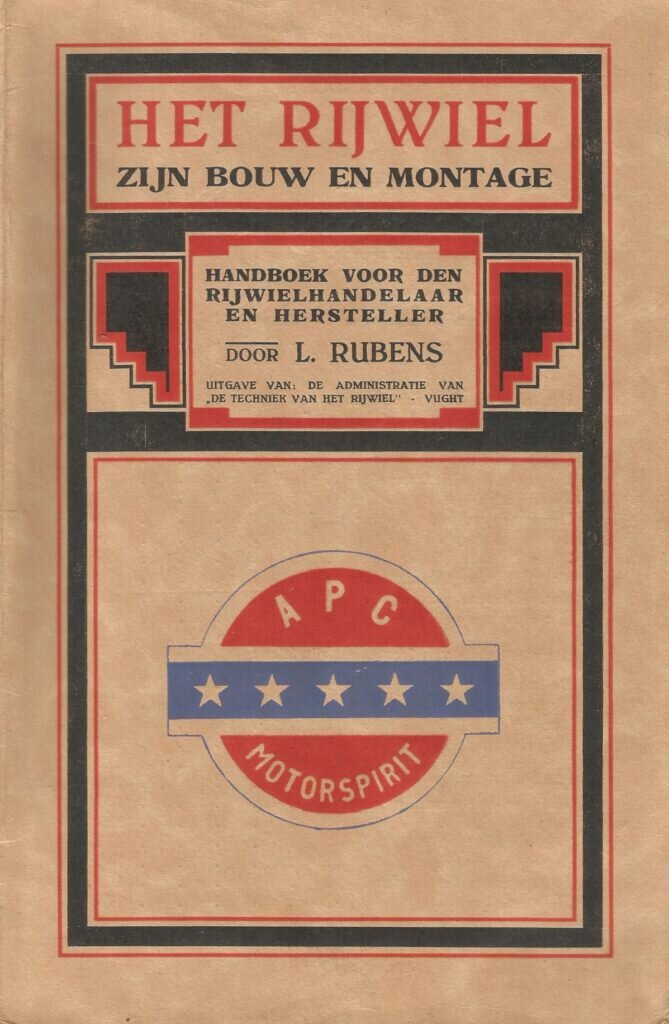 HET RIJWIEL
ZIJN BOUW EN MONTAGE
HANDBOEK VOOR DEN
RIJWIELHANDELAAR
EN HERSTELLER
DOOR L. RUBENS
UITGAVE VAN: DE ADMINISTRATIE VAN
„DE TECHNIEK VAN HET RIJWIEL" - VUGHT
APC
MOTORSPIRIT